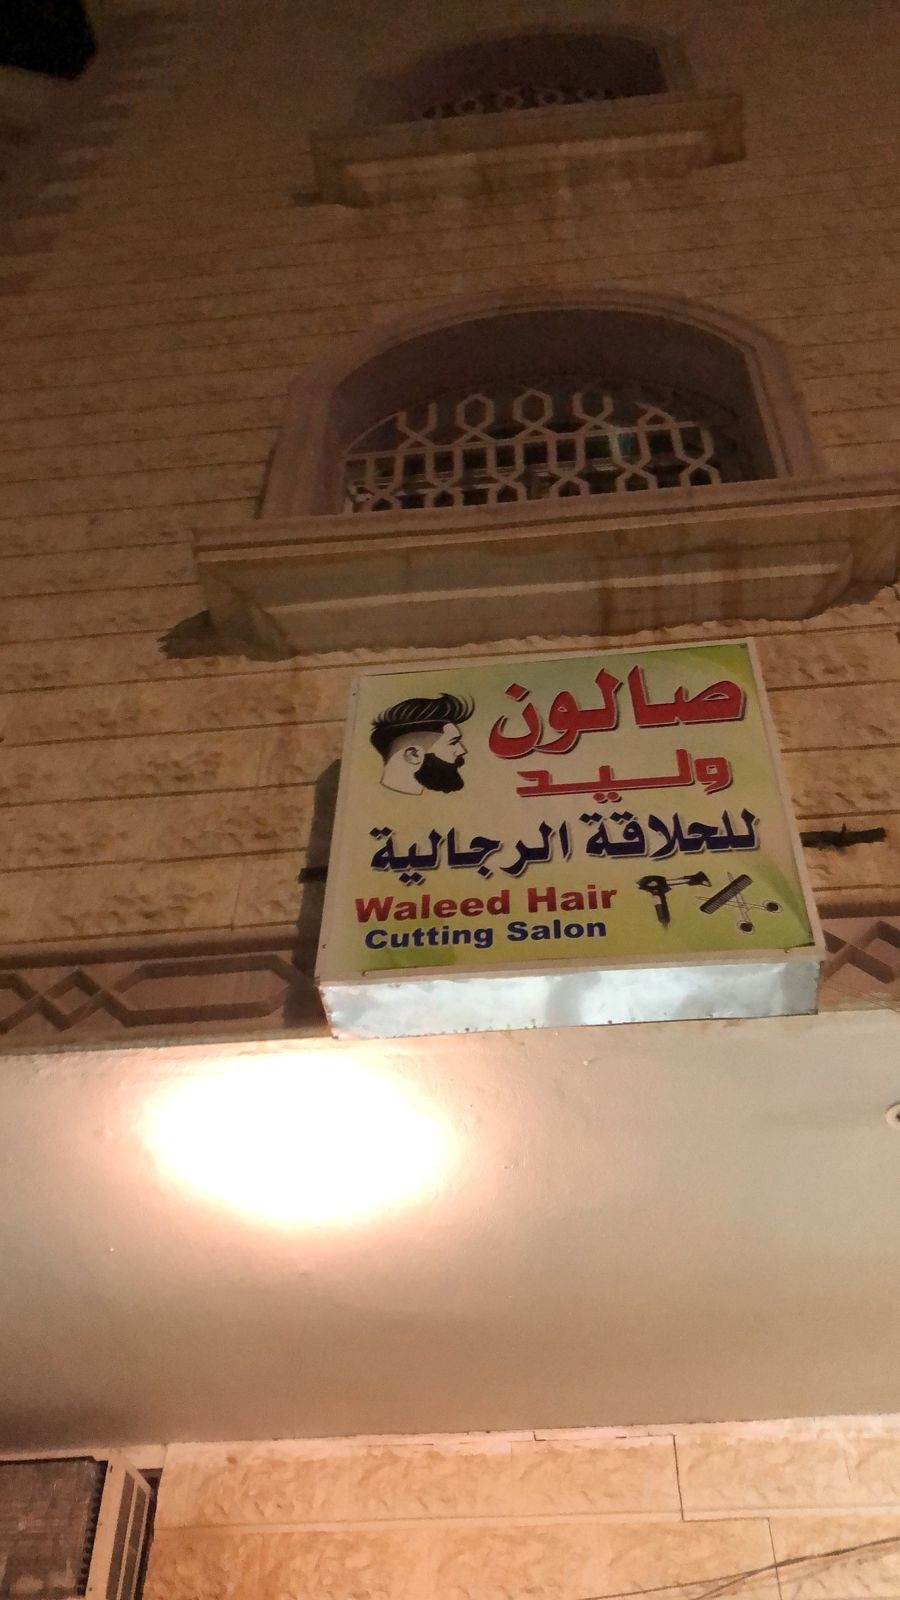 صالون
وليد
للحلاقة الرجالية
Waleed Hair
Cutting Salon